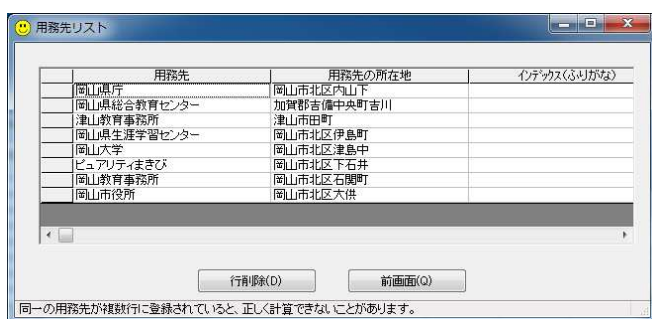 用務先リスト
用務先 用務先の所在地 インデックス(ふりがな)
岡山県庁 岡山市北区内山下
岡山県総合教育センター 加賀郡吉備中央町吉川
津山教育事務所 津山市田町
岡山県生涯学習センター 岡山市北区伊島町
岡山大学 岡山市北区津島中
ピュアリティまきび 岡山市北区下石井
岡山教育事務所 岡山市北区石関町
岡山市役所 岡山市北区大供
行削除(D) 前画面(Q)
同一の用務先が複数行に登録されていると、正しく計算できないことがあります。